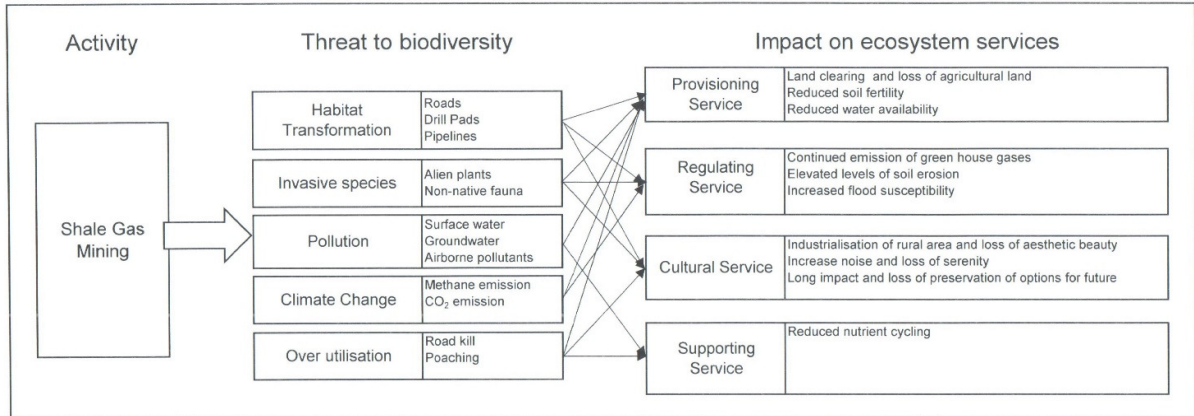 Activity
Threat to biodiversity
Impact on ecosystem services
Shale Gas
Mining
Habitat
Transformation
Roads
Drill Pads
Pipelines
Invasive species
Alien plants
Non-native fauna
Pollution
Surface water
Groundwater
Airborne pollutants
Climate Change
Methane emission
CO₂ emission
Over utilisation
Road kill
Poaching
Provisioning
Service
Land clearing and loss of agricultural land
Reduced soil fertility
Reduced water availability
Regulating
Service
Continued emission of green house gases
Elevated levels of soil erosion
Increased flood susceptibility
Cultural Service
Industrialisation of rural area and loss of aesthetic beauty
Increase noise and loss of serenity
Long impact and loss of preservation of options for future
Supporting
Service
Reduced nutrient cycling